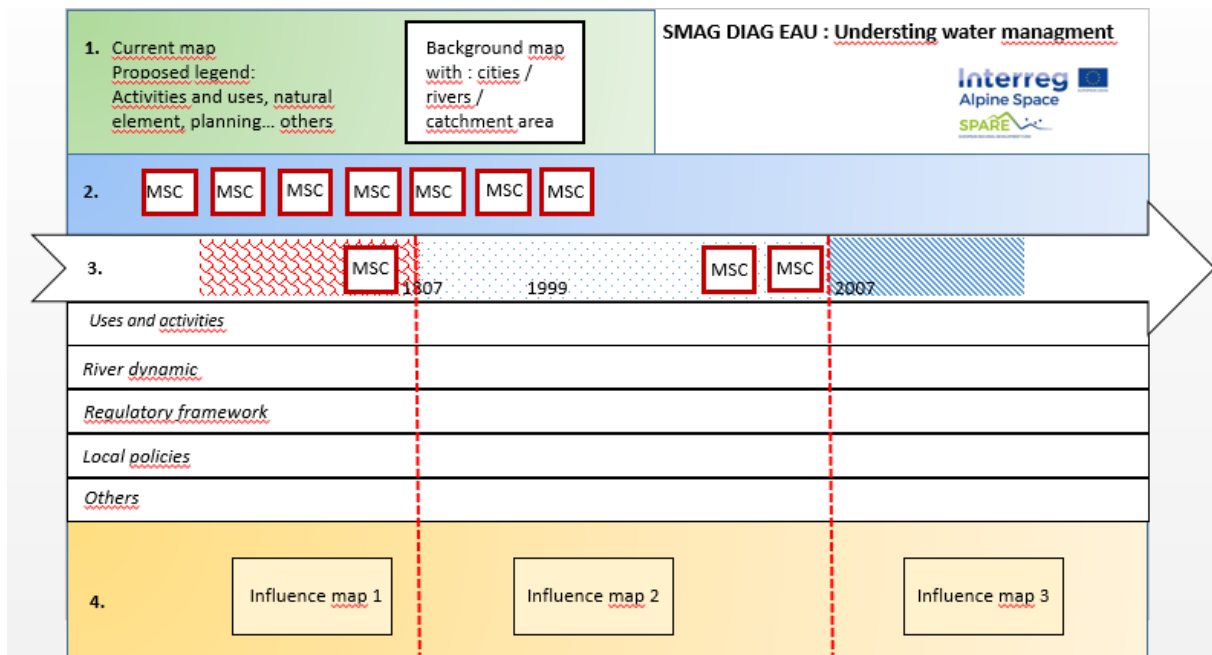 SMAG DIAG EAU : Understing water managment
1. Current map
Proposed legend:
Activities and uses, natural
element, planning... others
Background map
with : cities /
rivers /
catchment area
Interreg
Alpine Space
SPARE
2.
MSC
MSC
MSC
MSC
MSC
MSC
MSC
3.
MSC
MSC
MSC
1807
1999
2007
Uses and activities
River dynamic
Regulatory framework
Local policies
Others
4.
Influence map 1
Influence map 2
Influence map 3